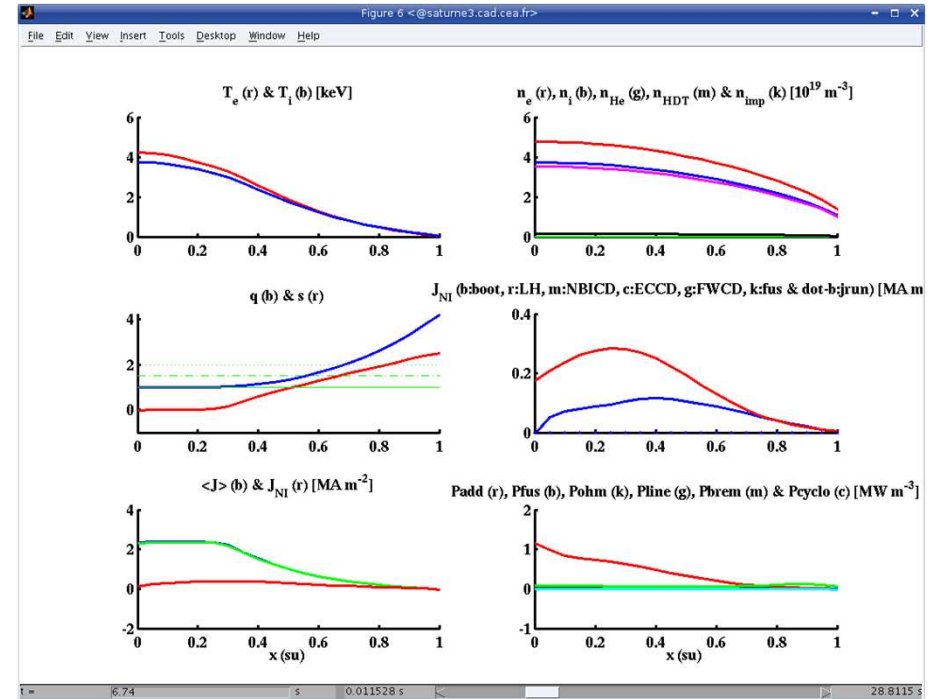 Figure 6 <@saturne3.cad.cea.fr>
File Edit View Insert Tools Desktop Window Help
T_e (r) & T_i (b) [keV]
6
4
2
0
0 0.2 0.4 0.6 0.8 1
n_e (r), n_i (b), n_He (g), n_HDT (m) & n_imp (k) [10^19 m^-3]
6
4
2
0
0 0.2 0.4 0.6 0.8 1
q (b) & s (r)
4
2
0
0 0.2 0.4 0.6 0.8 1
J_NI (b:boot, r:LH, m:NBICD, c:ECCD, g:FWCD, k:fus & dot-b:jrun) [MA m
0.4
0.2
0
0 0.2 0.4 0.6 0.8 1
<J> (b) & J_NI (r) [MA m^-2]
4
2
0
-2
0 0.2 0.4 0.6 0.8 1
x (su)
Padd (r), Pfus (b), Pohm (k), Pline (g), Pbrem (m) & Pcyclo (c) [MW m^-3]
2
1
0
-1
0 0.2 0.4 0.6 0.8 1
x (su)
t = 6.74 s 0.011528 s 28.8115 s